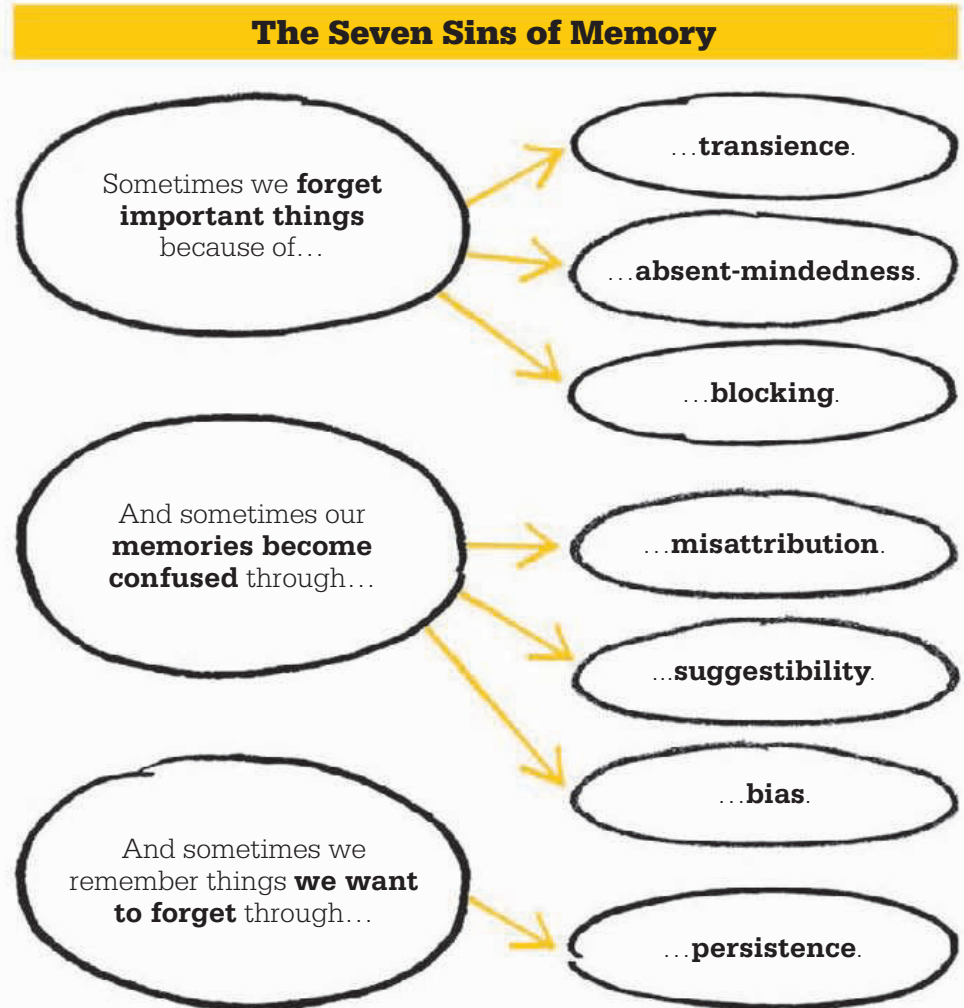 The Seven Sins of Memory
Sometimes we forget
important things
because of…
…transience.
…absent-mindedness.
…blocking.
And sometimes our
memories become
confused through…
…misattribution.
…suggestibility.
…bias.
And sometimes we
remember things we want
to forget through…
…persistence.